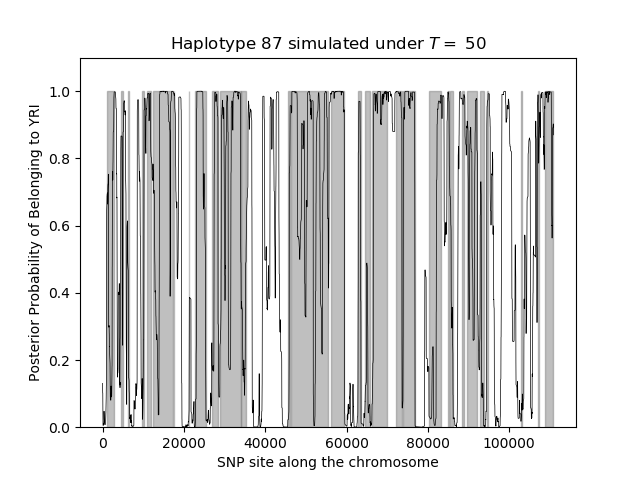 Haplotype 87 simulated under T = 50
Posterior Probability of Belonging to YRI
1.0
0.8
0.6
0.4
0.2
0.0
0 20000 40000 60000 80000 100000
SNP site along the chromosome